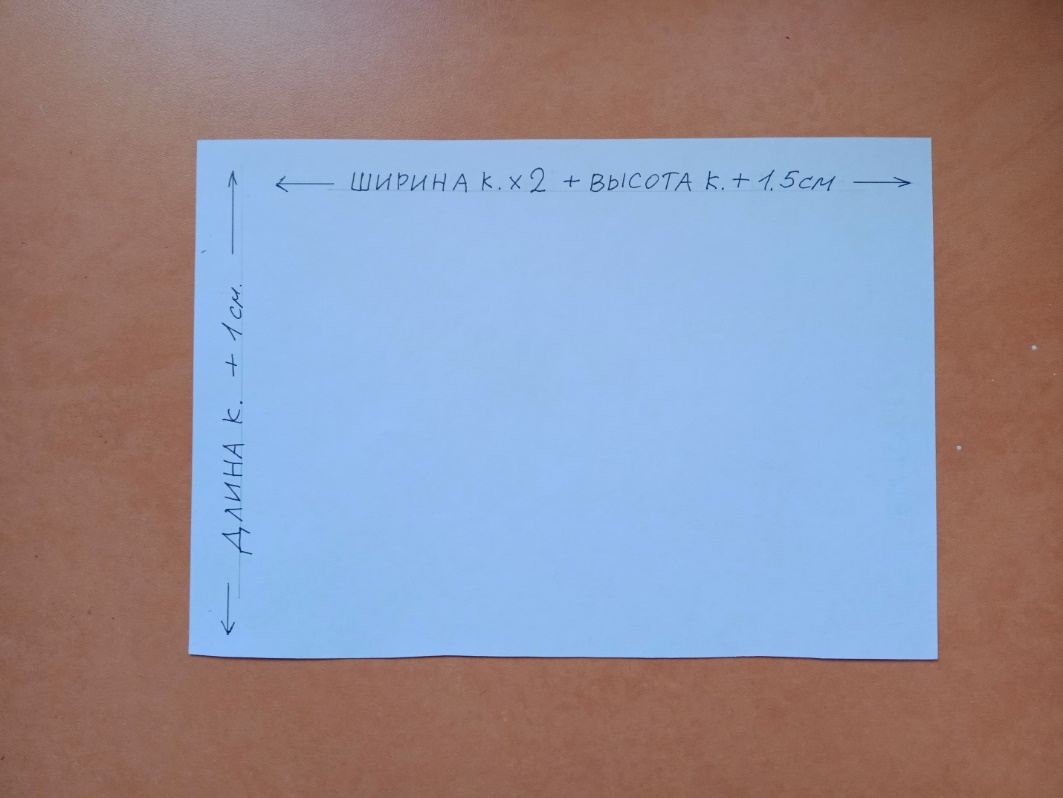 ШИРИНА К. х 2 + ВЫСОТА К. + 1.5см
ДЛИНА К. + 1см.